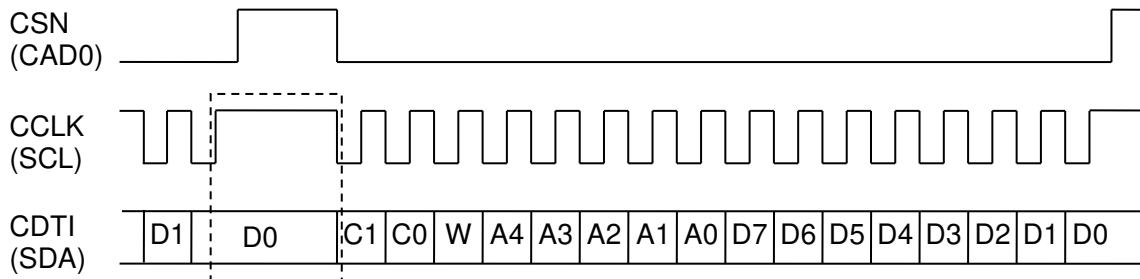 CSN
(CAD0)
CCLK
(SCL)
CDTI
(SDA)
D1 D0 C1 C0 W A4 A3 A2 A1 A0 D7 D6 D5 D4 D3 D2 D1 D0